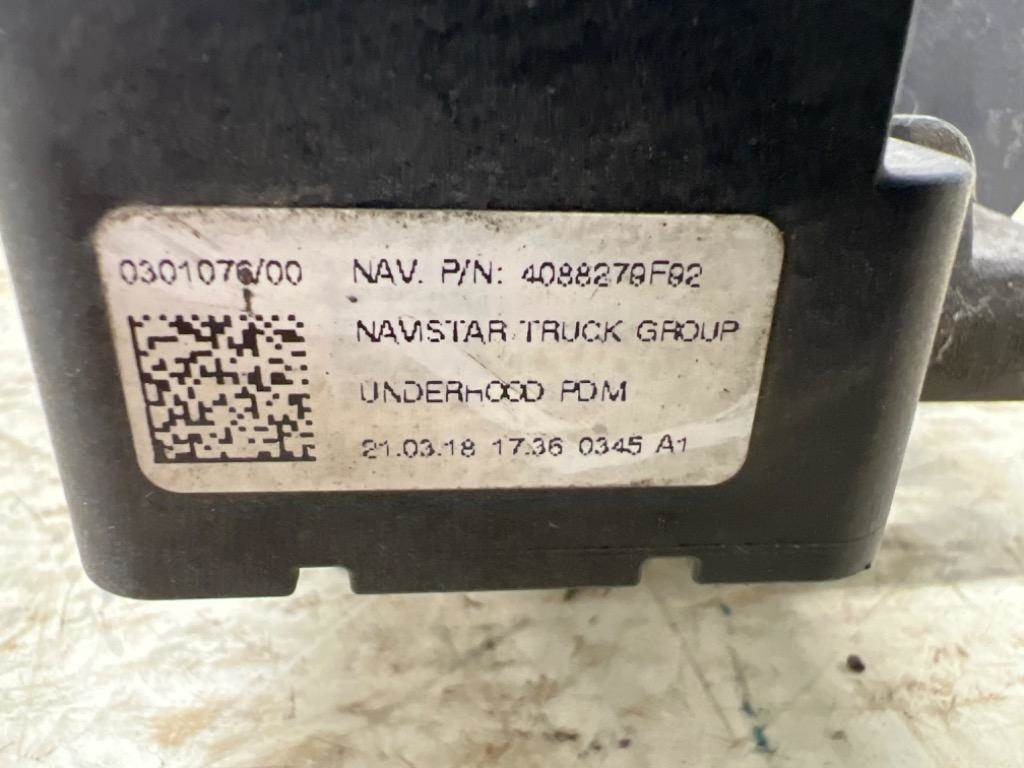 0301076/00 NAV. P/N: 4088279F92
NAVISTAR TRUCK GROUP
UNDERHOOD PDM
21.03.18 17:36 0345 A1